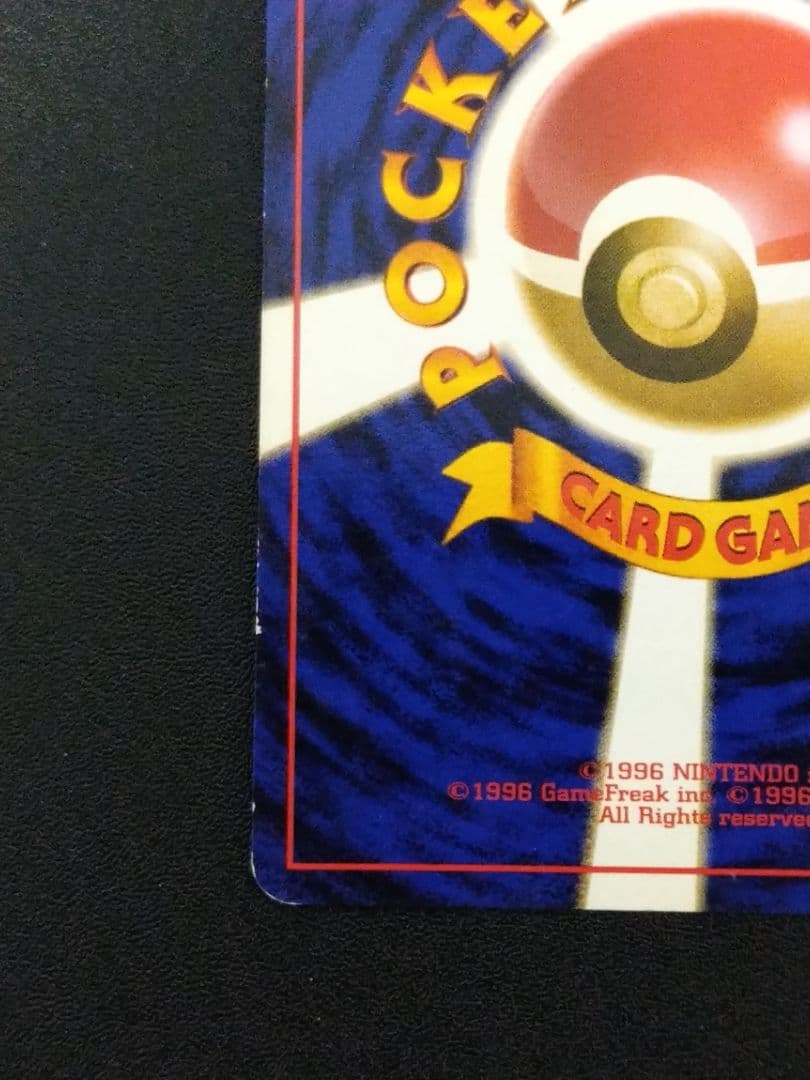 POCKE
CARD GA
©1996 NINTENDO
©1996 GameFreak inc. ©1996
All Rights reserved